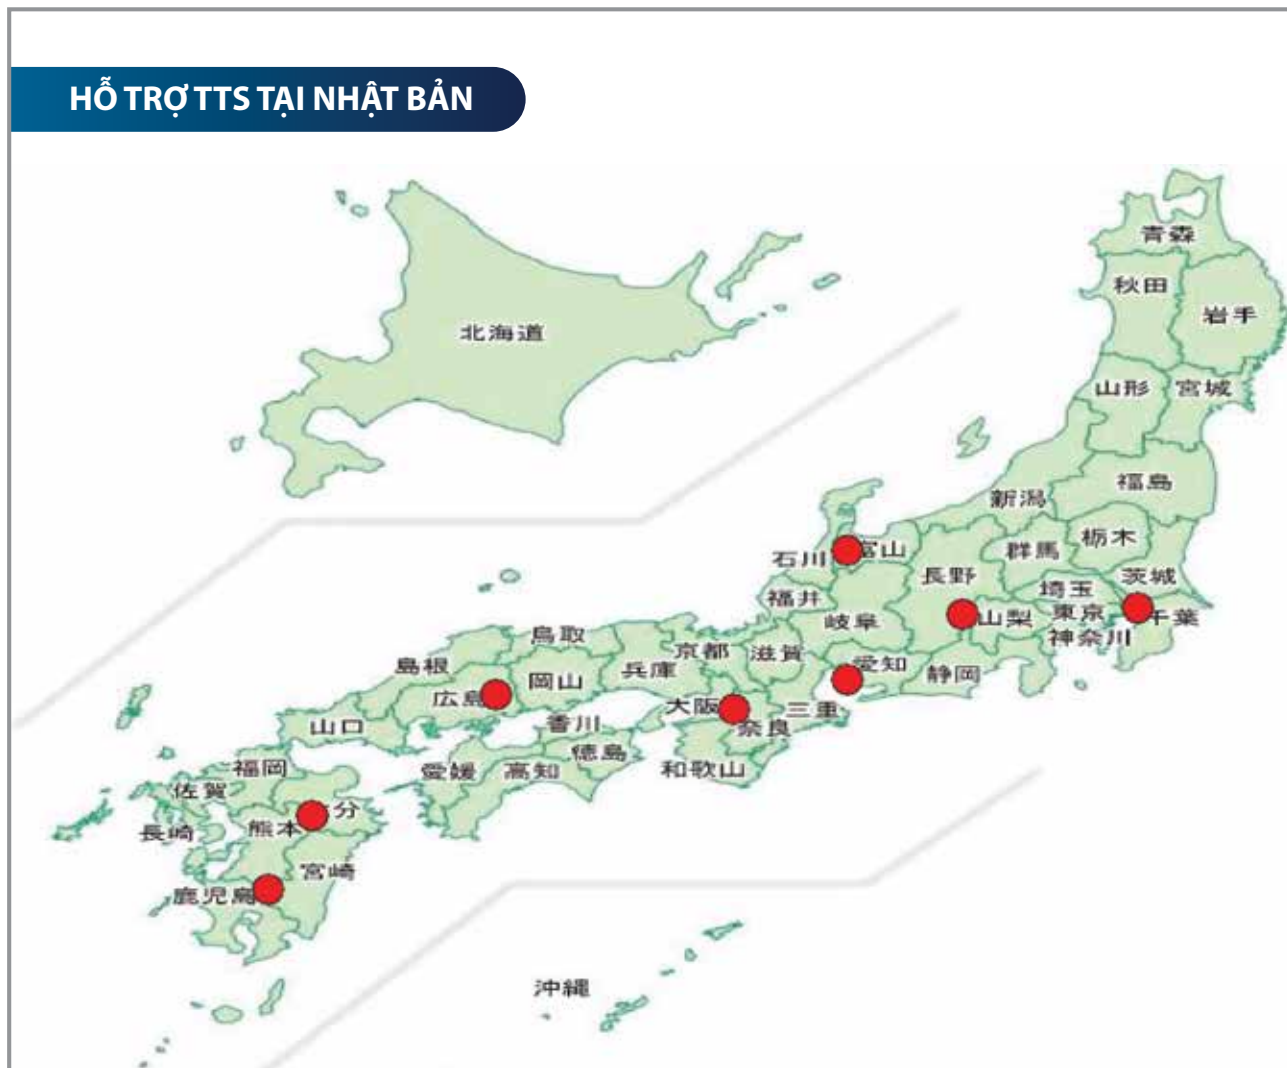 HỖ TRỢ TTS TẠI NHẬT BẢN
青森
秋田
岩手
北海道
山形
宮城
福島
新潟
栃木
群馬
富山
石川
長野
茨城
埼玉
福井
東京
千葉
山梨
岐阜
神奈川
鳥取
京都
滋賀
愛知
静岡
島根
兵庫
岡山
広島
大阪
三重
山口
香川
奈良
徳島
福岡
愛媛
高知
和歌山
佐賀
分
長崎
熊本
宮崎
鹿児島
沖縄